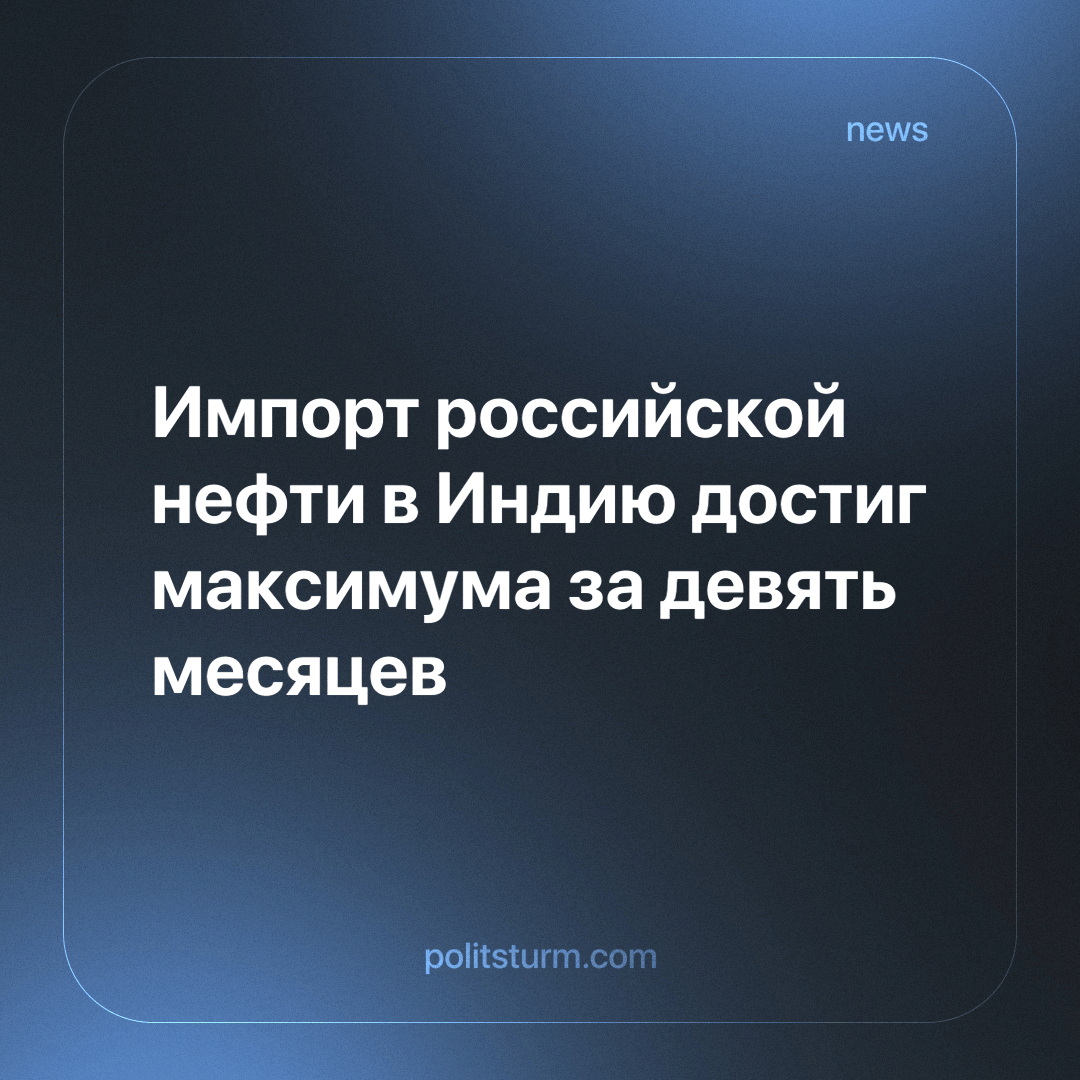 news
Импорт российской
нефти в Индию достиг
максимума за девять
месяцев
politsturm.com